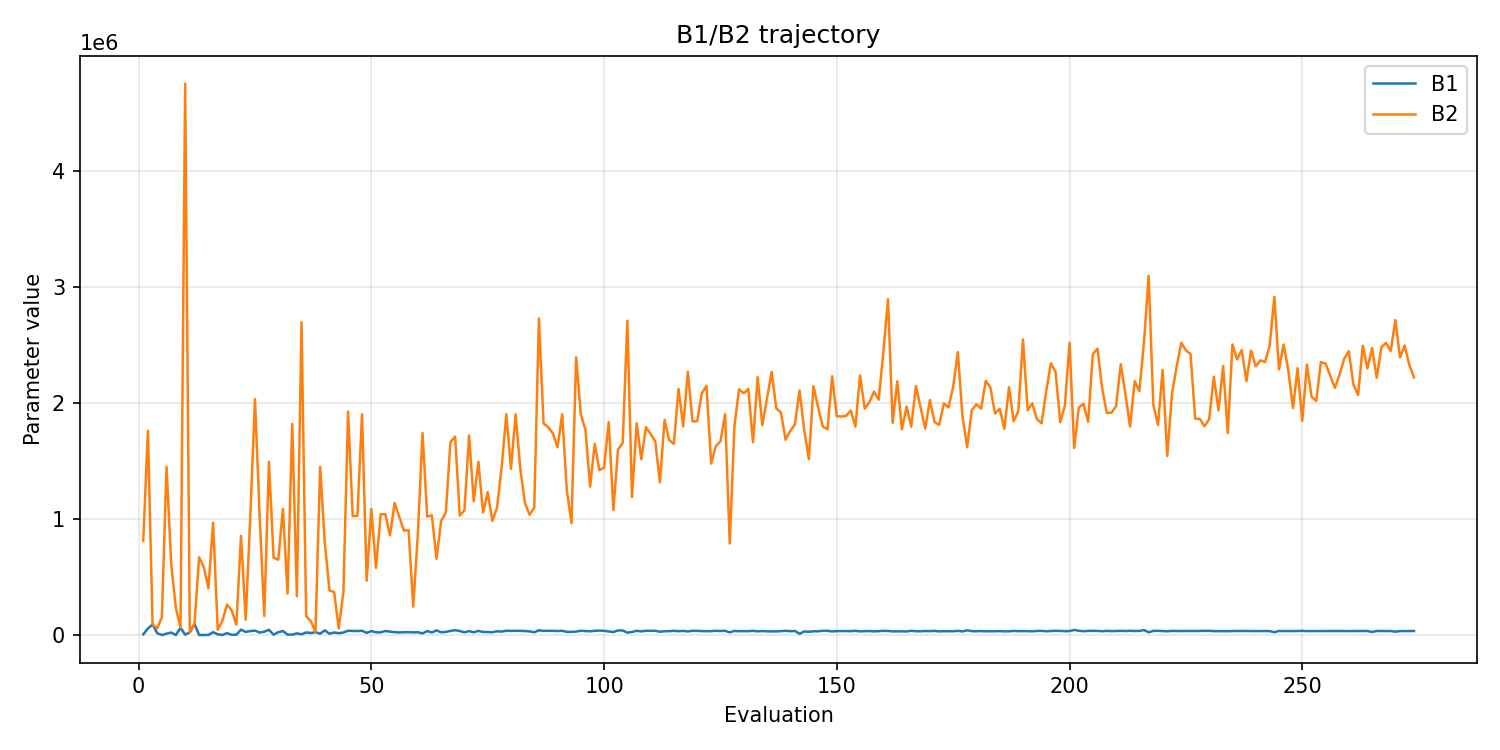 B1/B2 trajectory
1e6
B1
B2
4
3
2
1
0
Parameter value
0 50 100 150 200 250
Evaluation